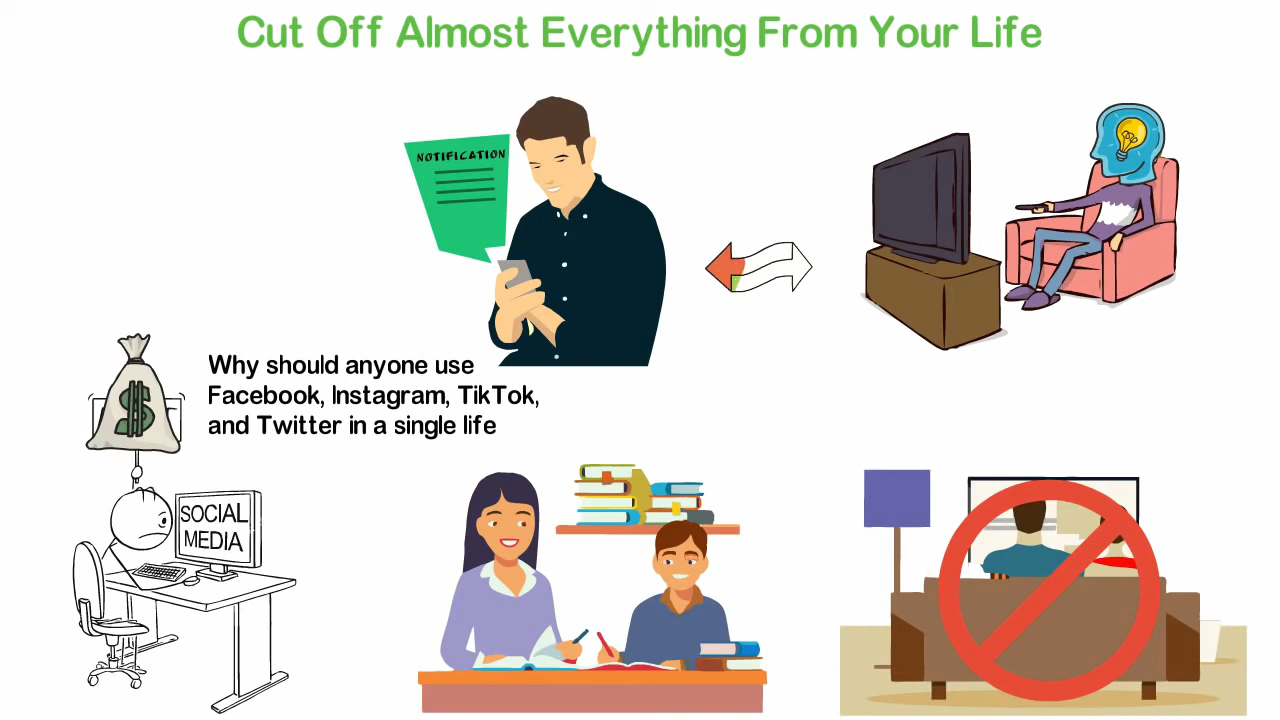 Cut Off Almost Everything From Your Life
NOTIFICATION
Why should anyone use
Facebook, Instagram, TikTok,
and Twitter in a single life
$
SOCIAL
MEDIA